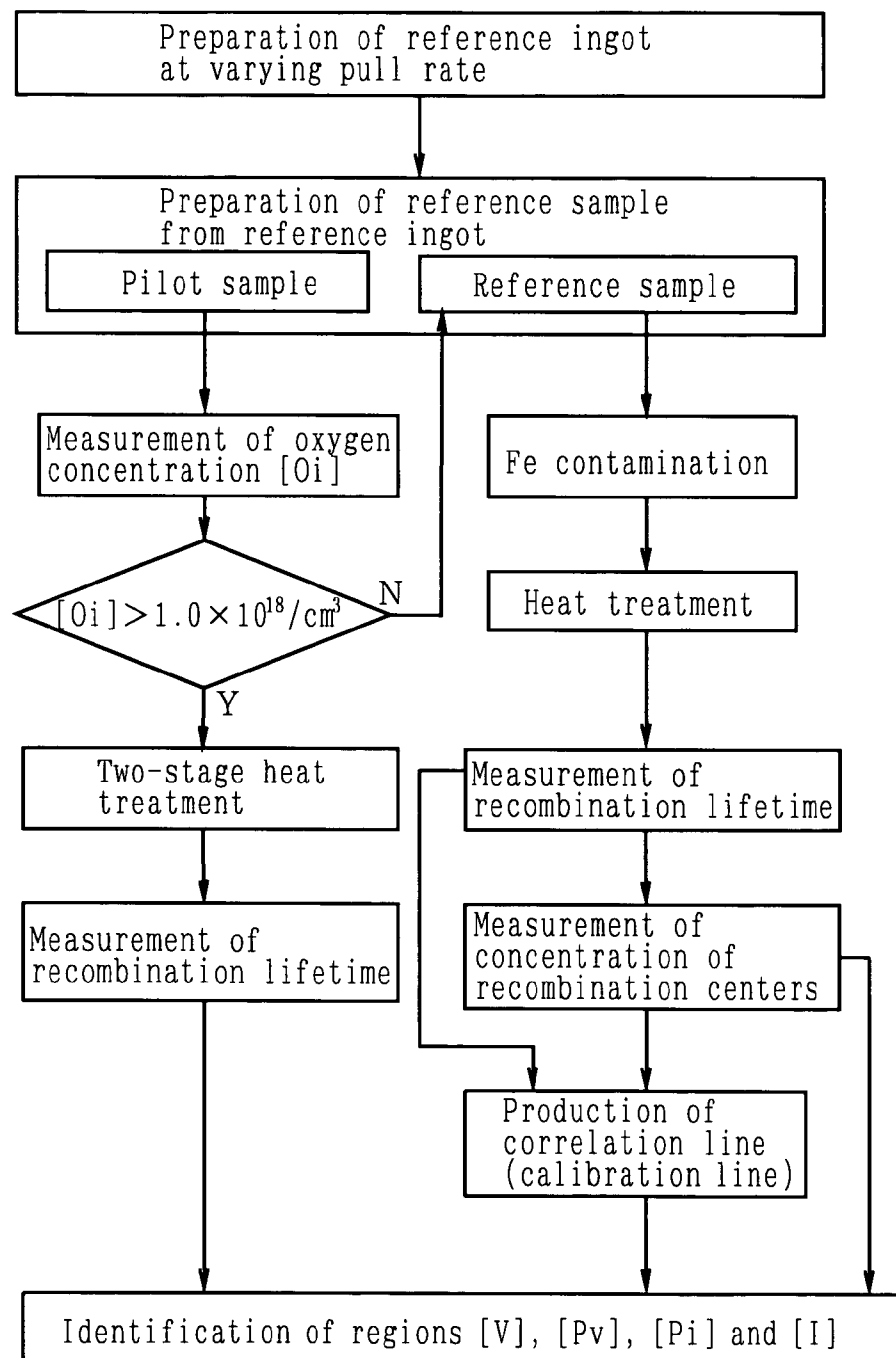 Preparation of reference ingot
at varying pull rate
Preparation of reference sample
from reference ingot
Pilot sample
Reference sample
Measurement of oxygen
concentration [Oi]
Fe contamination
[Oi]>1.0×10¹⁸/cm³
N
Y
Heat treatment
Two-stage heat
treatment
Measurement of
recombination lifetime
Measurement of
recombination lifetime
Measurement of
concentration of
recombination centers
Production of
correlation line
(calibration line)
Identification of regions [V], [Pv], [Pi] and [I]